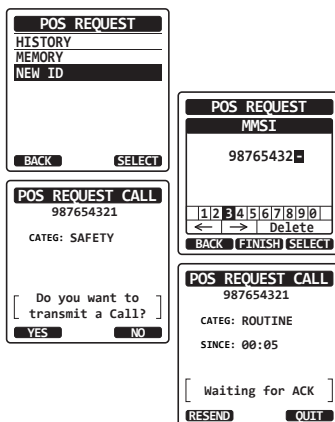 POS REQUEST
HISTORY
MEMORY
NEW ID
BACK SELECT
POS REQUEST
MMSI
98765432-
1 2 3 4 5 6 7 8 9 0
← → Delete
BACK FINISH SELECT
POS REQUEST CALL
987654321
CATEG: SAFETY
Do you want to
transmit a Call?
YES NO
POS REQUEST CALL
987654321
CATEG: ROUTINE
SINCE: 00:05
Waiting for ACK
RESEND QUIT